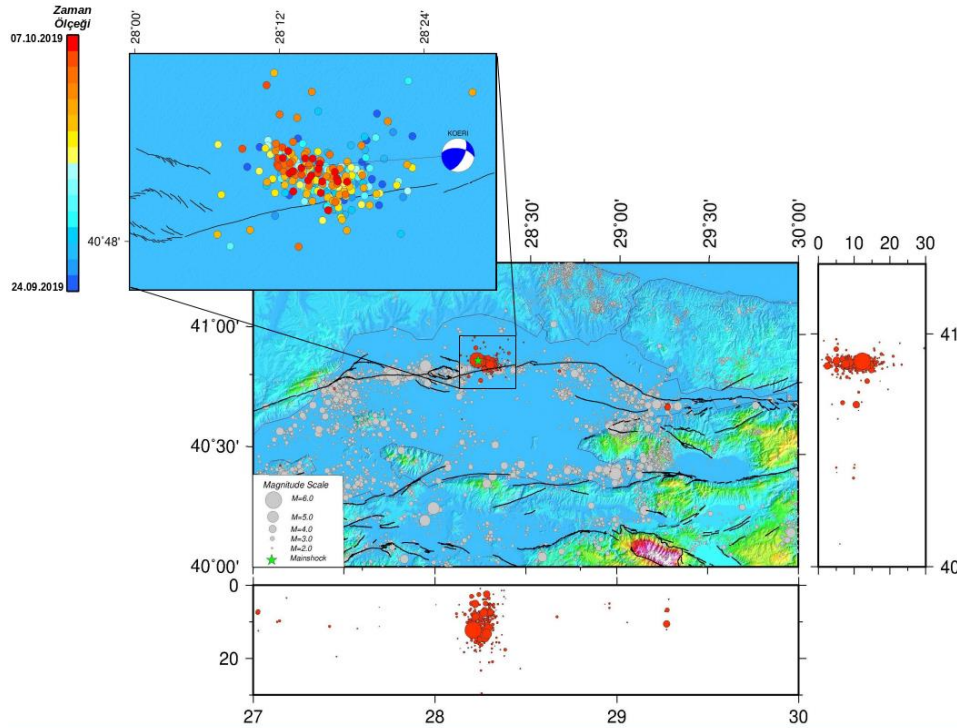 Zaman
Ölçeği
07.10.2019
24.09.2019
28˚00'
28˚12'
28˚24'
KOERI
40˚48'
28˚30'
29˚00'
29˚30'
30˚00'
0 10 20 30
41˚00'
40˚30'
40˚00'
41
40
Magnitude Scale
M=6.0
M=5.0
M=4.0
M=3.0
M=2.0
Mainshock
0
20
27 28 29 30